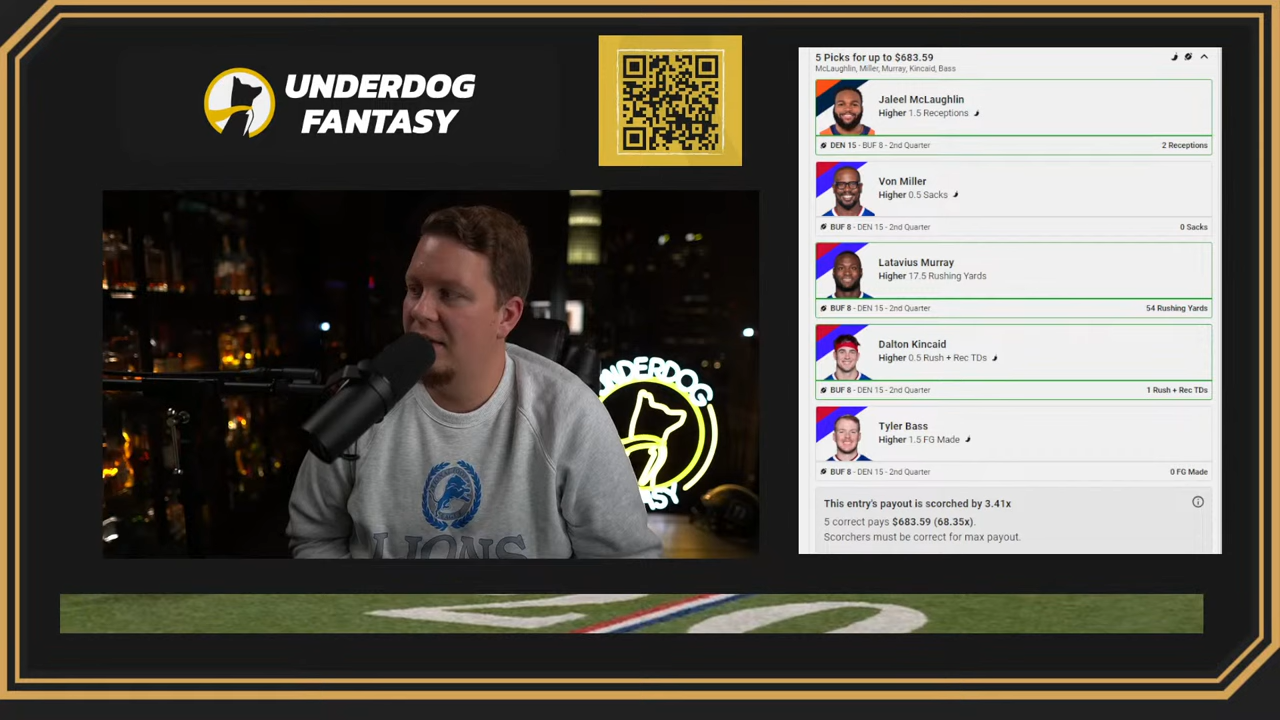 UNDERDOG
FANTASY
UNDERDOG
LIONS
5 Picks for up to $683.59
McLaughlin, Miller, Murray, Kincaid, Bass
Jaleel McLaughlin
Higher 1.5 Receptions
DEN 15 - BUF 8 - 2nd Quarter
2 Receptions
Von Miller
Higher 0.5 Sacks
BUF 8 - DEN 15 - 2nd Quarter
0 Sacks
Latavius Murray
Higher 17.5 Rushing Yards
BUF 8 - DEN 15 - 2nd Quarter
54 Rushing Yards
Dalton Kincaid
Higher 0.5 Rush + Rec TDs
BUF 8 - DEN 15 - 2nd Quarter
1 Rush + Rec TDs
Tyler Bass
Higher 1.5 FG Made
BUF 8 - DEN 15 - 2nd Quarter
0 FG Made
This entry's payout is scorched by 3.41x
5 correct pays $683.59 (68.35x).
Scorchers must be correct for max payout.